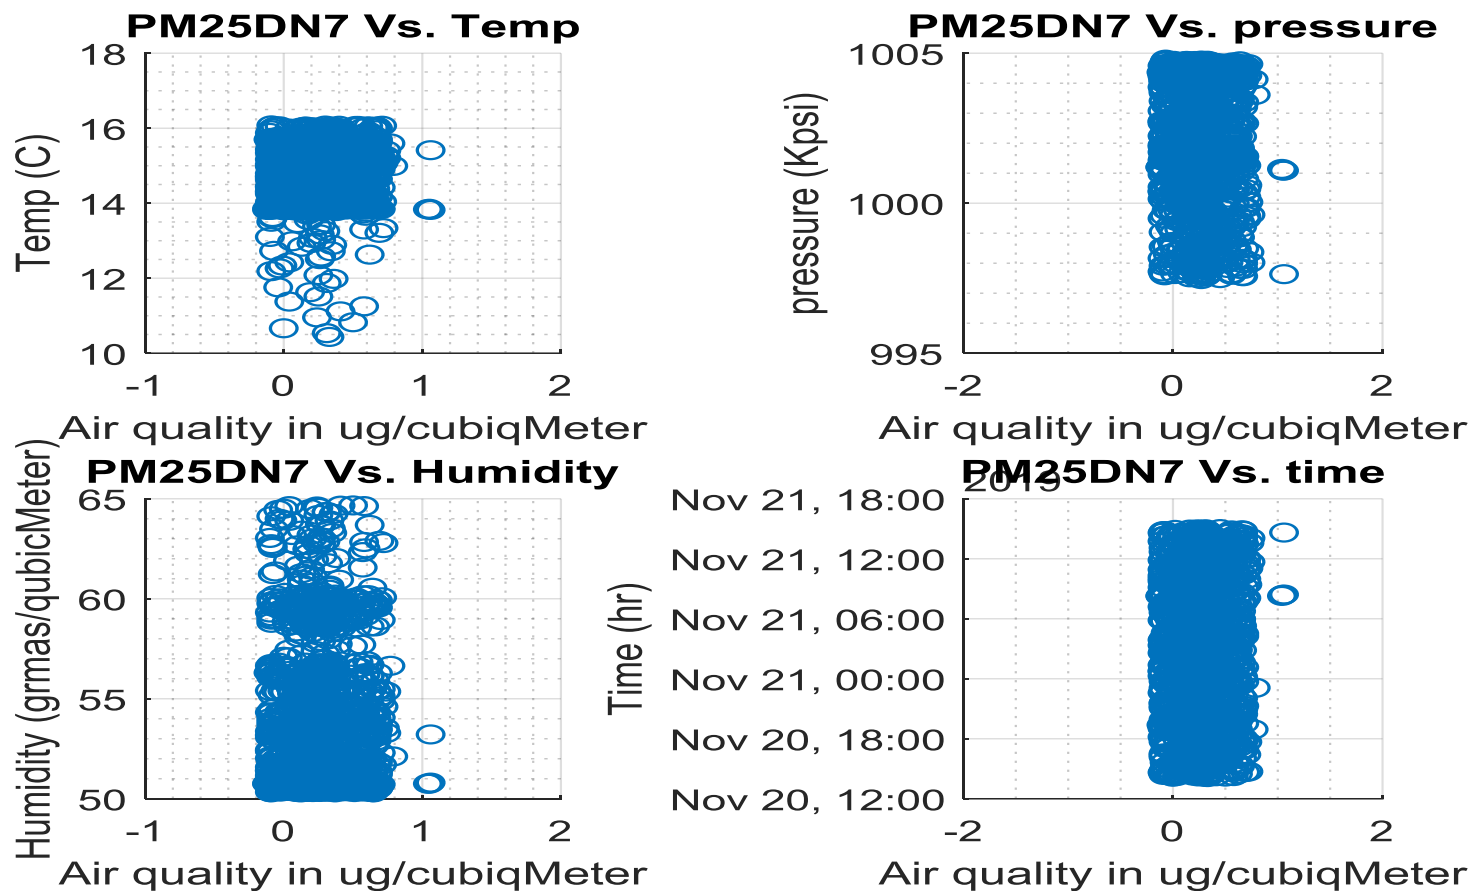 PM25DN7 Vs. Temp
Temp (C)
18
16
14
12
10
-1 0 1 2
Air quality in ug/cubiqMeter
PM25DN7 Vs. pressure
pressure (Kpsi)
1005
1000
995
-2 0 2
Air quality in ug/cubiqMeter
PM25DN7 Vs. Humidity
Humidity (grmas/qubicMeter)
65
60
55
50
-1 0 1 2
Air quality in ug/cubiqMeter
PM25DN7 Vs. time
2019
Time (hr)
Nov 21, 18:00
Nov 21, 12:00
Nov 21, 06:00
Nov 21, 00:00
Nov 20, 18:00
Nov 20, 12:00
-2 0 2
Air quality in ug/cubiqMeter